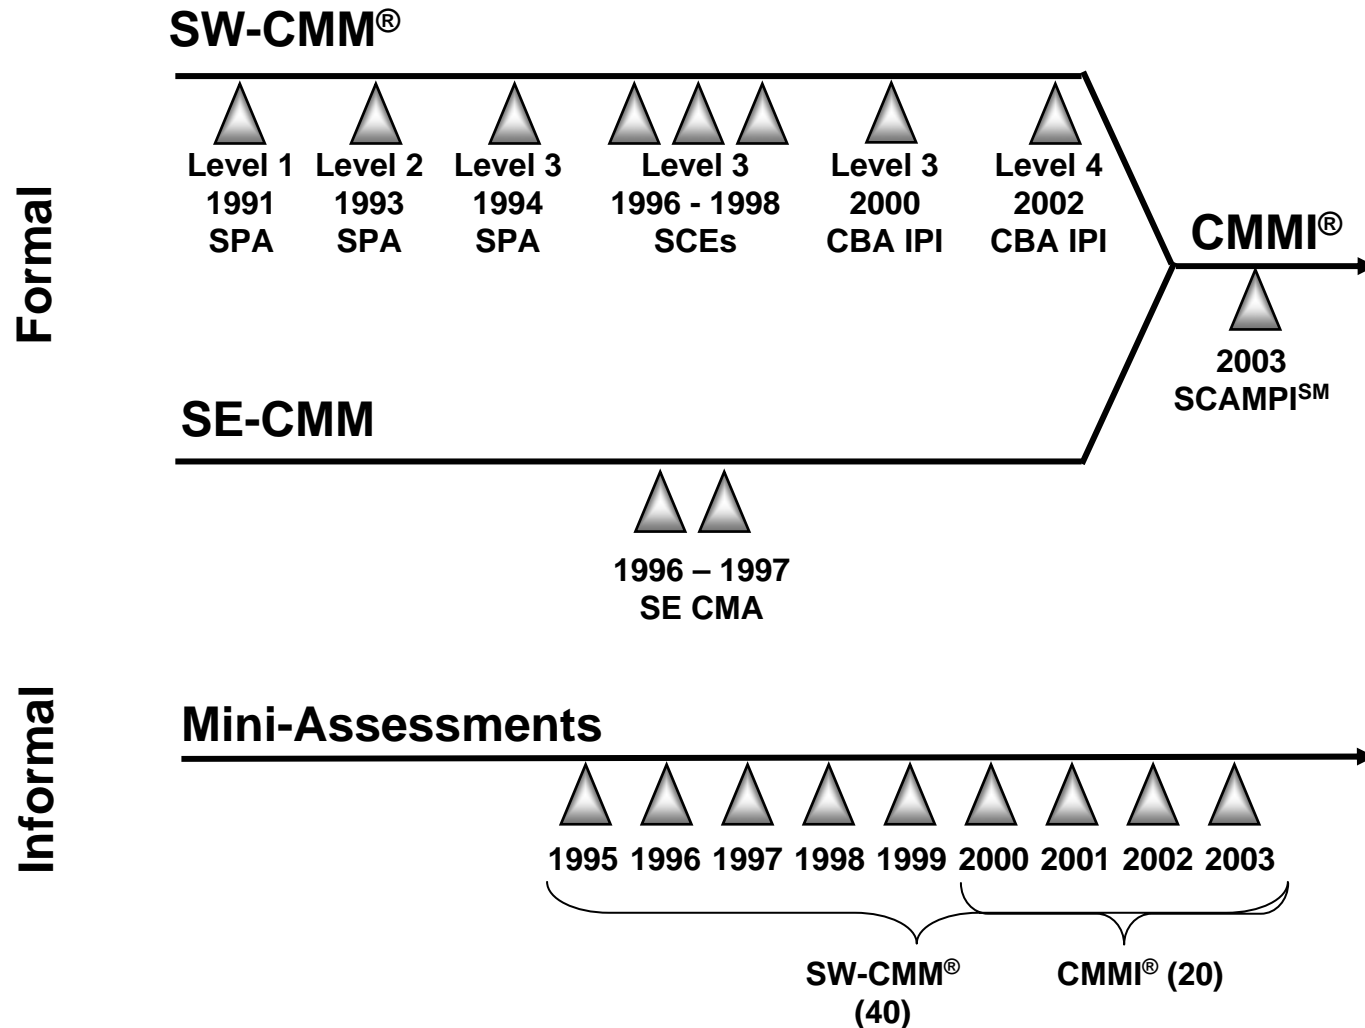 SW-CMM®
Level 1 Level 2 Level 3 Level 3 Level 3 Level 4
1991 1993 1994 1996 - 1998 2000 2002
SPA SPA SPA SCEs CBA IPI CBA IPI
CMMI®
2003
SCAMPI℠
Formal
SE-CMM
1996 – 1997
SE CMA
Informal
Mini-Assessments
1995 1996 1997 1998 1999 2000 2001 2002 2003
SW-CMM® CMMI® (20)
(40)